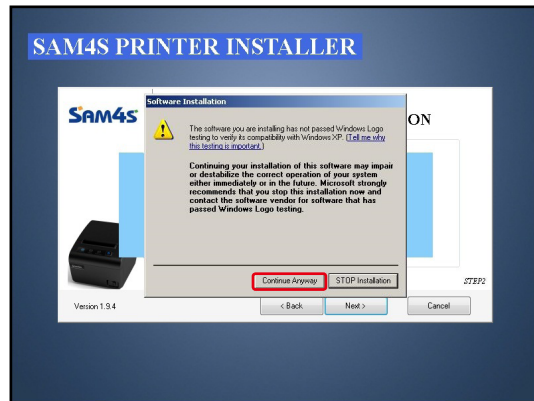 SAM4S PRINTER INSTALLER
Software Installation
SAM4S
ON
The software you are installing has not passed Windows Logo
testing to verify its compatibility with Windows XP. (Tell me why
this testing is important.)
Continuing your installation of this software may impair
or destabilize the correct operation of your system
either immediately or in the future. Microsoft strongly
recommends that you stop this installation now and
contact the software vendor for software that has
passed Windows Logo testing.
Continue Anyway
STOP Installation
STEP2
Version 1.9.4
< Back
Next >
Cancel